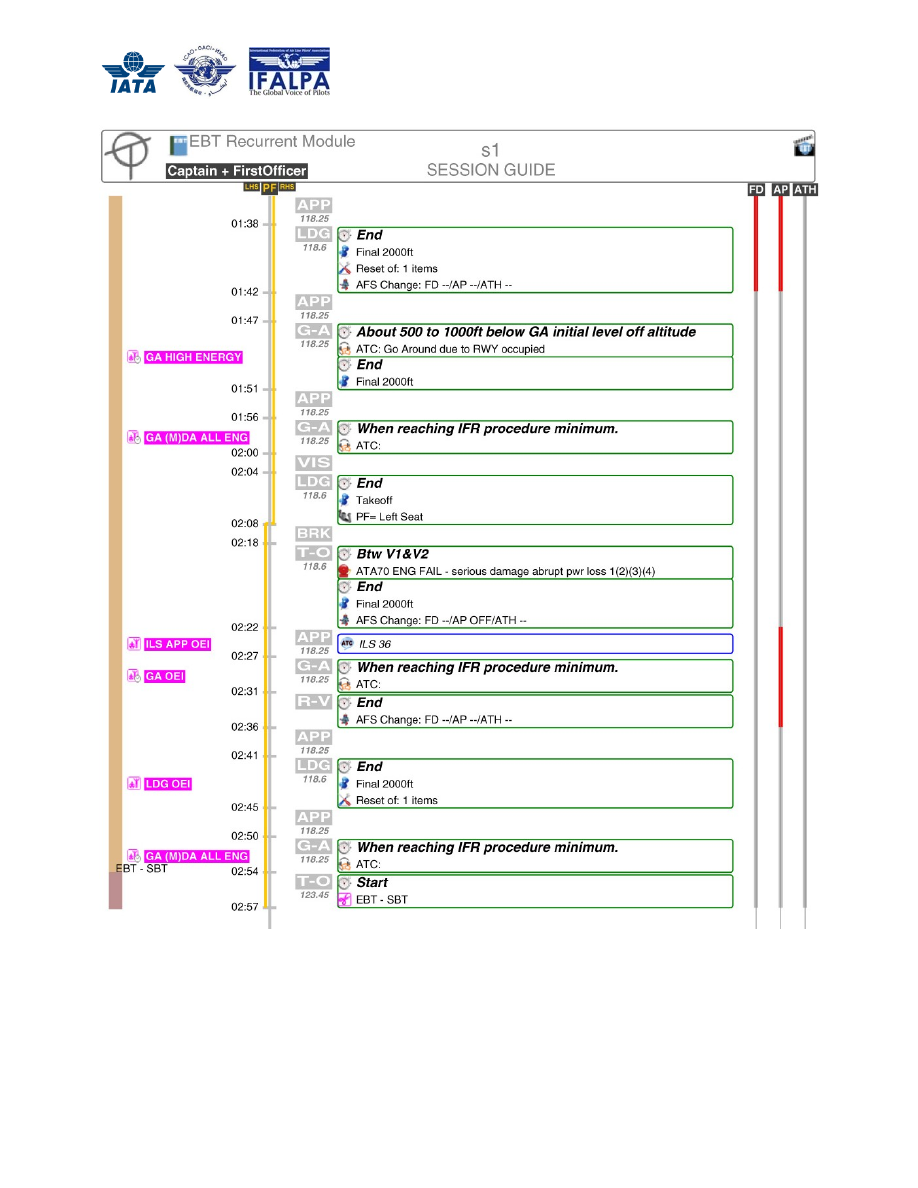 IATA
ICAO · OACI · ИКАО
International Federation of Air Line Pilots' Associations
IFALPA
The Global Voice of Pilots
EBT Recurrent Module
s1
Captain + FirstOfficer
SESSION GUIDE
LHS PF RHS
FD AP ATH
APP
118.25
01:38
LDG
118.6
End
Final 2000ft
Reset of: 1 items
AFS Change: FD --/AP --/ATH --
01:42
APP
118.25
01:47
G-A
118.25
About 500 to 1000ft below GA initial level off altitude
ATC: Go Around due to RWY occupied
GA HIGH ENERGY
End
Final 2000ft
01:51
APP
118.25
01:56
G-A
118.25
When reaching IFR procedure minimum.
GA (M)DA ALL ENG
ATC:
02:00
VIS
02:04
LDG
118.6
End
Takeoff
PF= Left Seat
02:08
BRK
02:18
T-O
118.6
Btw V1&V2
ATA70 ENG FAIL - serious damage abrupt pwr loss 1(2)(3)(4)
End
Final 2000ft
AFS Change: FD --/AP OFF/ATH --
02:22
APP
118.25
ILS APP OEI
ATC ILS 36
02:27
G-A
118.25
When reaching IFR procedure minimum.
GA OEI
ATC:
02:31
R-V
End
AFS Change: FD --/AP --/ATH --
02:36
APP
118.25
02:41
LDG
118.6
End
LDG OEI
Final 2000ft
Reset of: 1 items
02:45
APP
118.25
02:50
G-A
118.25
When reaching IFR procedure minimum.
GA (M)DA ALL ENG
ATC:
EBT - SBT
02:54
T-O
123.45
Start
EBT - SBT
02:57